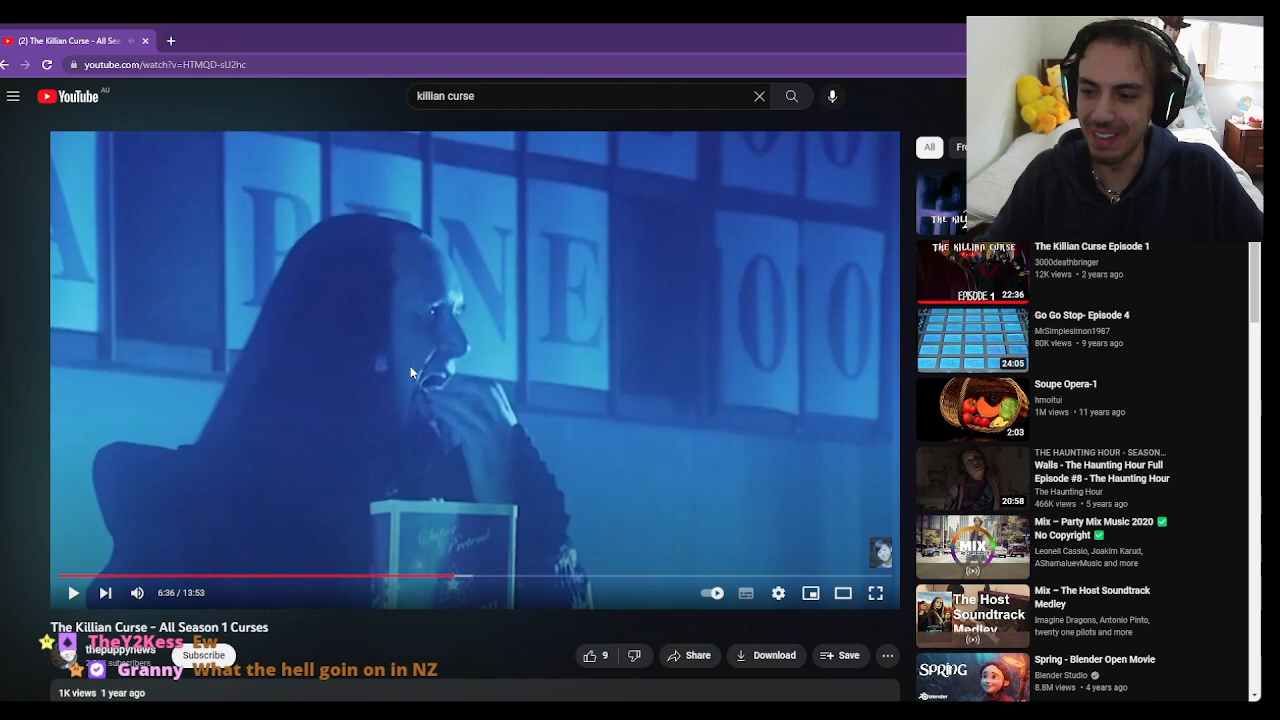 (2) The Killian Curse - All Sea
youtube.com/watch?v=HTMQD-sU2hc
YouTube AU
killian curse
All
THE KILLIAN CURSE
EPISODE 1
22:36
The Killian Curse Episode 1
3000deathbringer
12K views • 2 years ago
24:05
Go Go Stop- Episode 4
MrSimplesimon1987
80K views • 9 years ago
2:03
Soupe Opera-1
hmoitui
1M views • 11 years ago
20:58
THE HAUNTING HOUR - SEASON...
Walls - The Haunting Hour Full
Episode #8 - The Haunting Hour
The Haunting Hour
466K views • 5 years ago
MIX
Mix – Party Mix Music 2020 ✅
No Copyright ✅
Leonell Cassio, Joakim Karud,
AShamaluevMusic and more
The Host
Soundtrack
Medley
Mix – The Host Soundtrack
Medley
Imagine Dragons, Antonio Pinto,
twenty one pilots and more
SPRING
blender
Spring - Blender Open Movie
Blender Studio
8.8M views • 4 years ago
6:36 / 13:53
The Killian Curse - All Season 1 Curses
thepuppynews
subscribers
Subscribe
9
Share
Download
Save
TheY2Kess Ew
Granny What the hell goin on in NZ
1K views 1 year ago